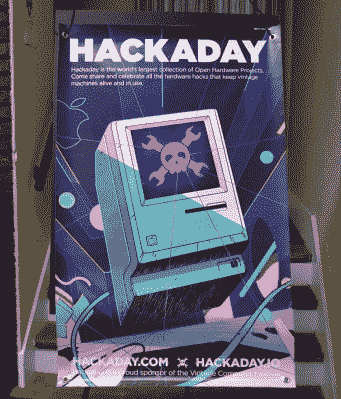 HACKADAY
Hackaday is the world's largest collection of Open Hardware Projects.
Come share and celebrate all the hardware hacks that keep vintage
machines alive and in use.
HACKADAY.COM HACKADAY.IO
proud sponsor of the Vintage Computer